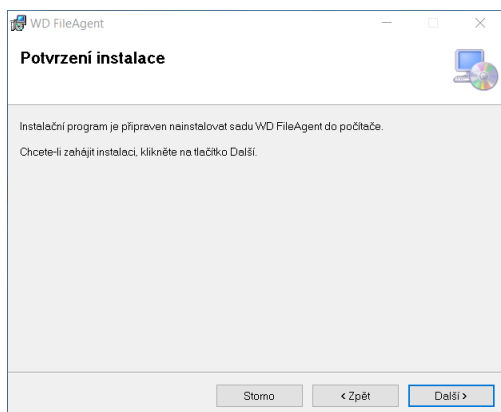 WD FileAgent
Potvrzení instalace
Instalační program je připraven nainstalovat sadu WD FileAgent do počítače.
Chcete-li zahájit instalaci, klikněte na tlačítko Další.
Storno
< Zpět
Další >